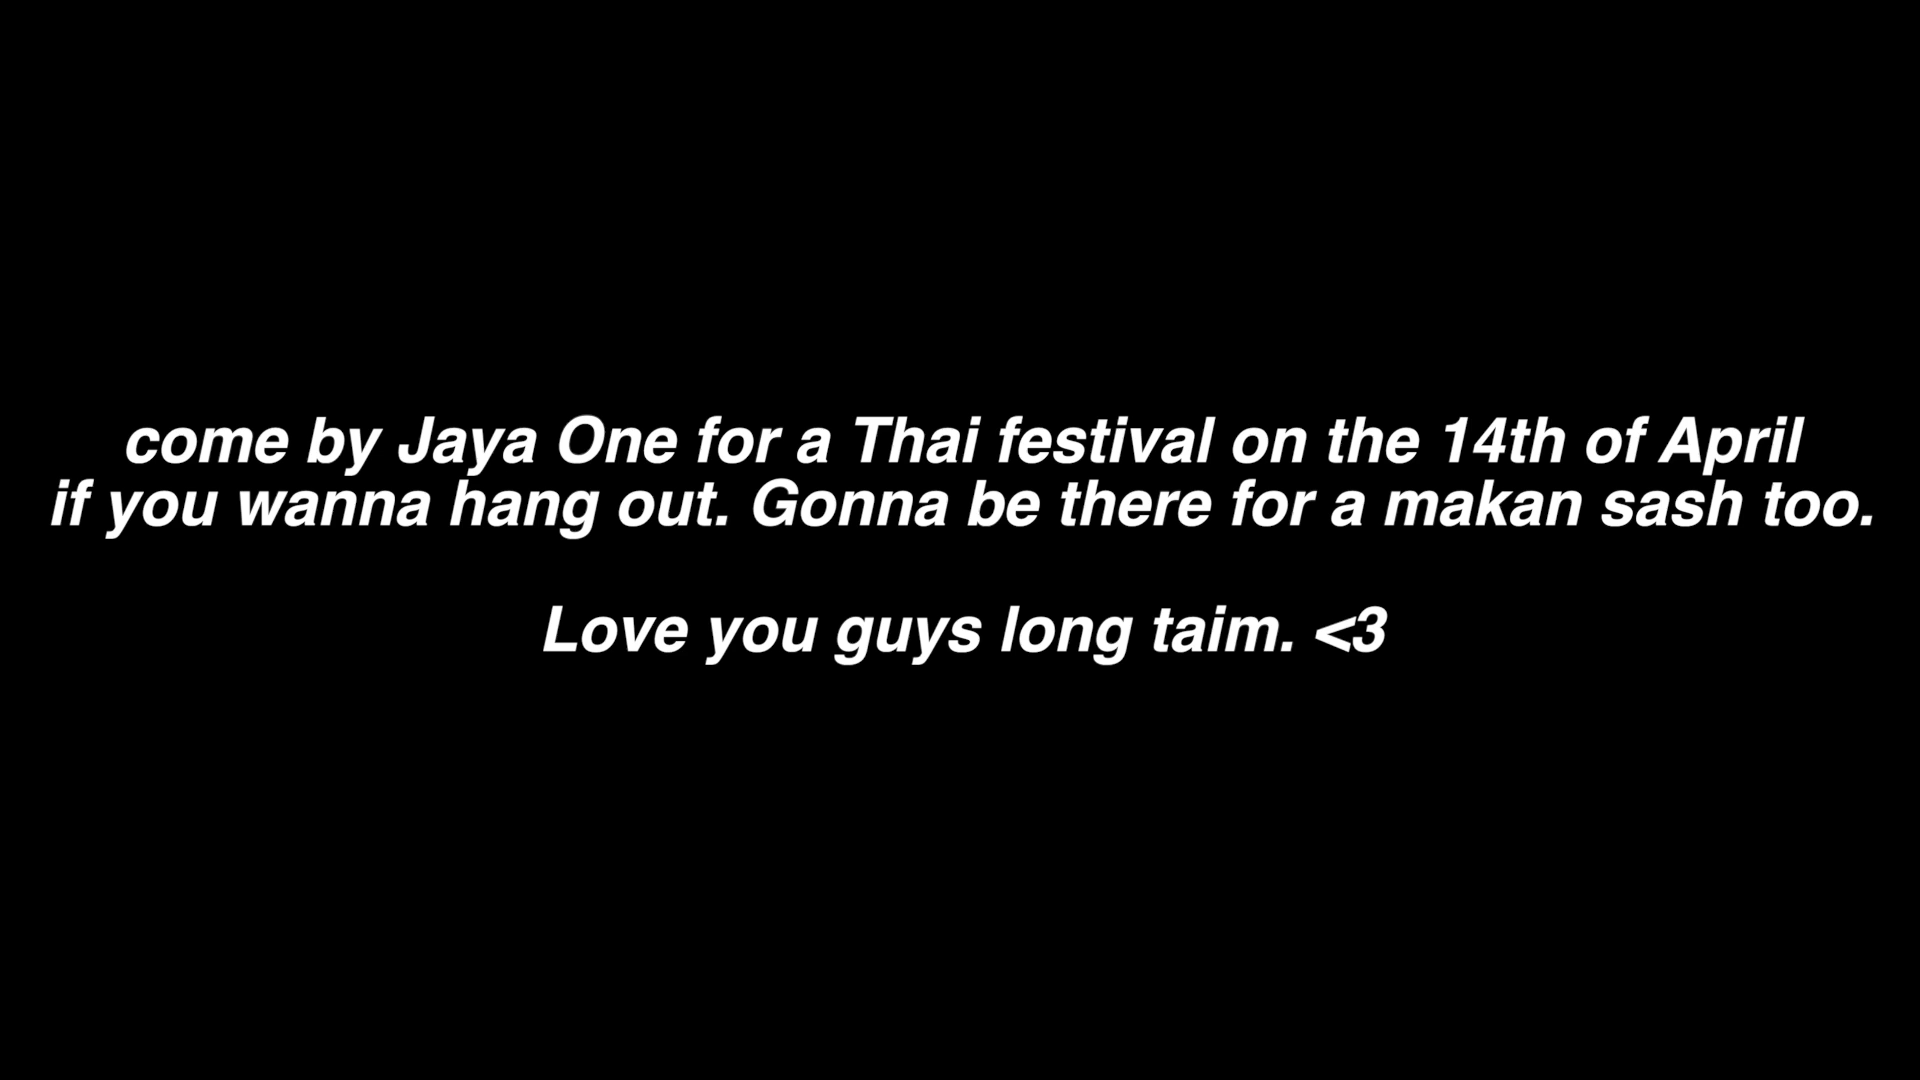 come by Jaya One for a Thai festival on the 14th of April
if you wanna hang out. Gonna be there for a makan sash too.
Love you guys long taim. <3